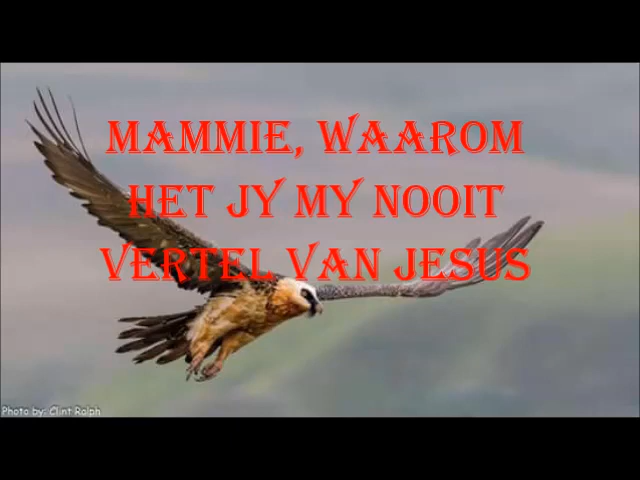 MAMMIE, WAAROM
HET JY MY NOOIT
VERTEL VAN JESUS
Photo by: Clint Ralph